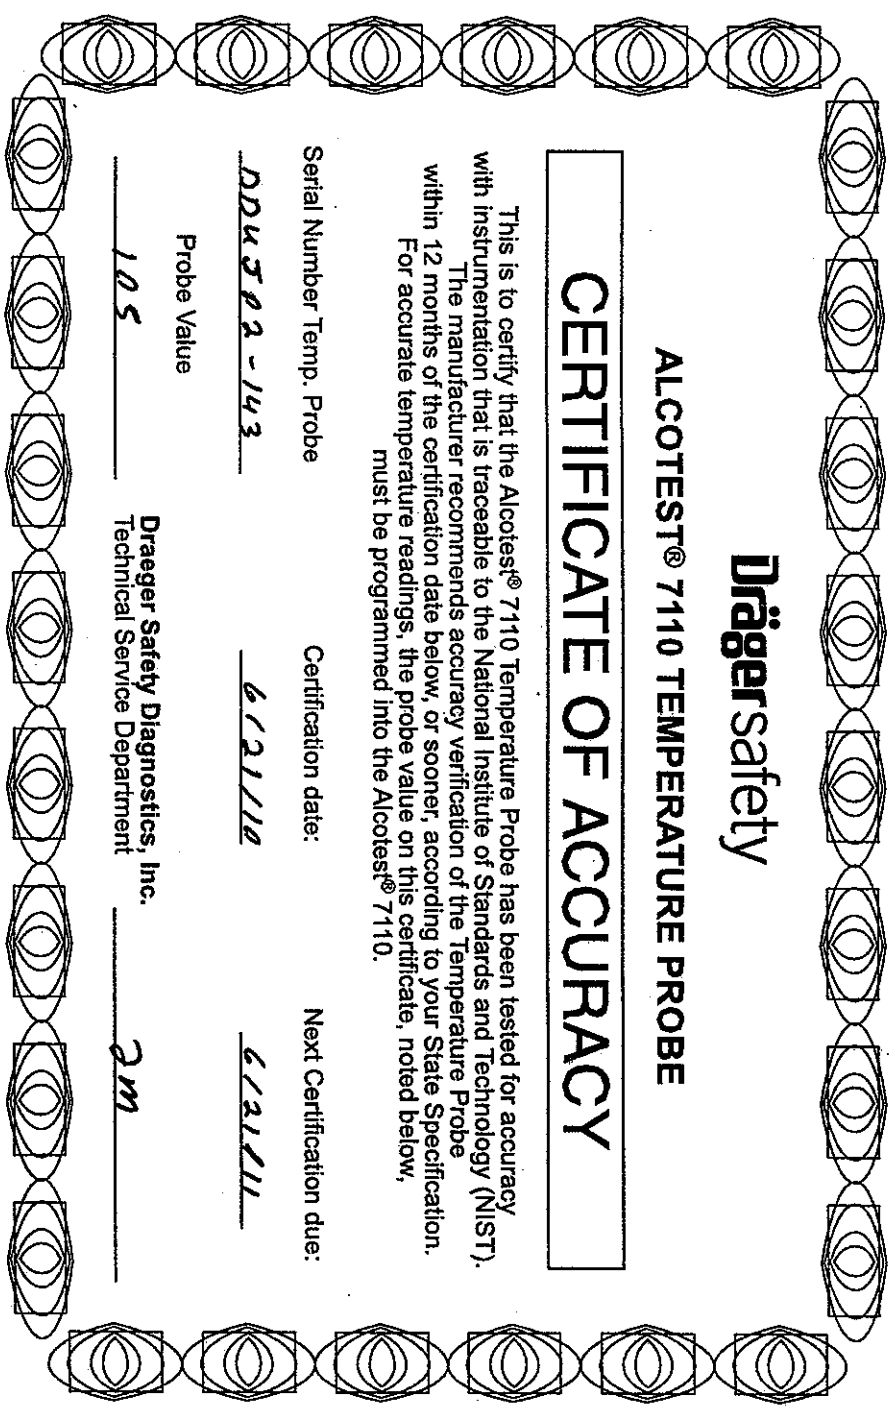 Drägersafety
ALCOTEST® 7110 TEMPERATURE PROBE
CERTIFICATE OF ACCURACY
This is to certify that the Alcotest® 7110 Temperature Probe has been tested for accuracy
with instrumentation that is traceable to the National Institute of Standards and Technology (NIST).
The manufacturer recommends accuracy verification of the Temperature Probe
within 12 months of the certification date below, or sooner, according to your State Specification.
For accurate temperature readings, the probe value on this certificate, noted below,
must be programmed into the Alcotest® 7110.
Serial Number Temp. Probe Certification date: Next Certification due:
DDUJP2-143 6/21/10 6/21/11
Probe Value
105
Draeger Safety Diagnostics, Inc.
Technical Service Department